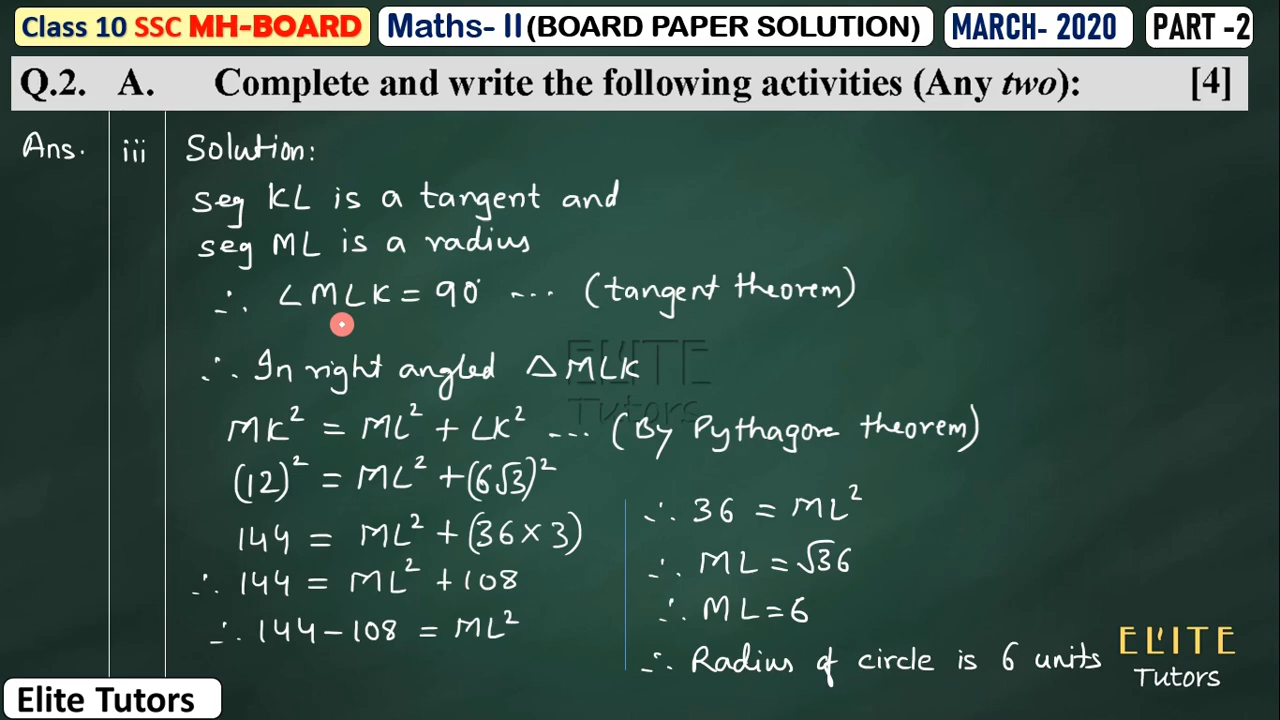 Class 10 SSC MH-BOARD Maths- II (BOARD PAPER SOLUTION) MARCH- 2020 PART -2
Q.2. A. Complete and write the following activities (Any two): [4]
Ans. iii Solution:
seg KL is a tangent and
seg ML is a radius
∴ ∠MLK = 90° ... (tangent theorem)
∴ In right angled △MLK
MK² = ML² + LK² ... (By Pythagora theorem)
(12)² = ML² + (6√3)²
144 = ML² + (36 × 3)
∴ 144 = ML² + 108
∴ 144 – 108 = ML²
∴ 36 = ML²
∴ ML = √36
∴ ML = 6
∴ Radius of circle is 6 units
ELITE
Tutors
ELITE
Tutors
Elite Tutors